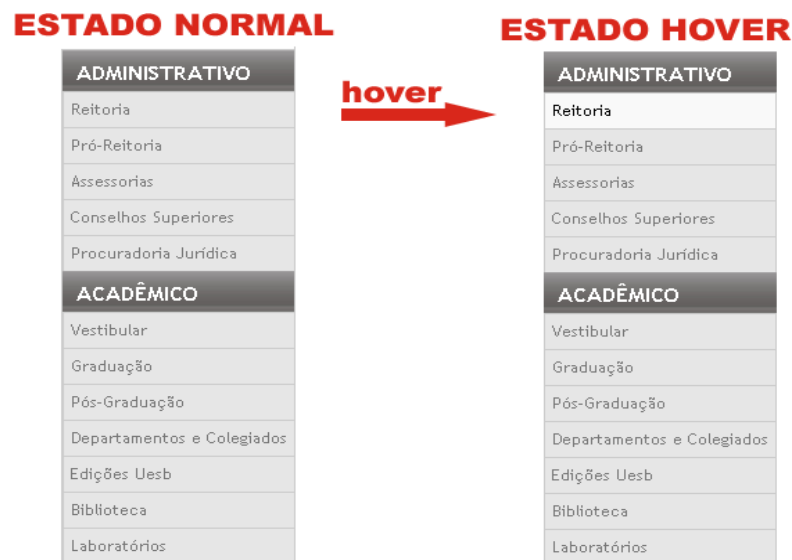 ESTADO NORMAL
ADMINISTRATIVO
Reitoria
Pró-Reitoria
Assessorias
Conselhos Superiores
Procuradoria Jurídica
ACADÊMICO
Vestibular
Graduação
Pós-Graduação
Departamentos e Colegiados
Edições Uesb
Biblioteca
Laboratórios
hover
ESTADO HOVER
ADMINISTRATIVO
Reitoria
Pró-Reitoria
Assessorias
Conselhos Superiores
Procuradoria Jurídica
ACADÊMICO
Vestibular
Graduação
Pós-Graduação
Departamentos e Colegiados
Edições Uesb
Biblioteca
Laboratórios